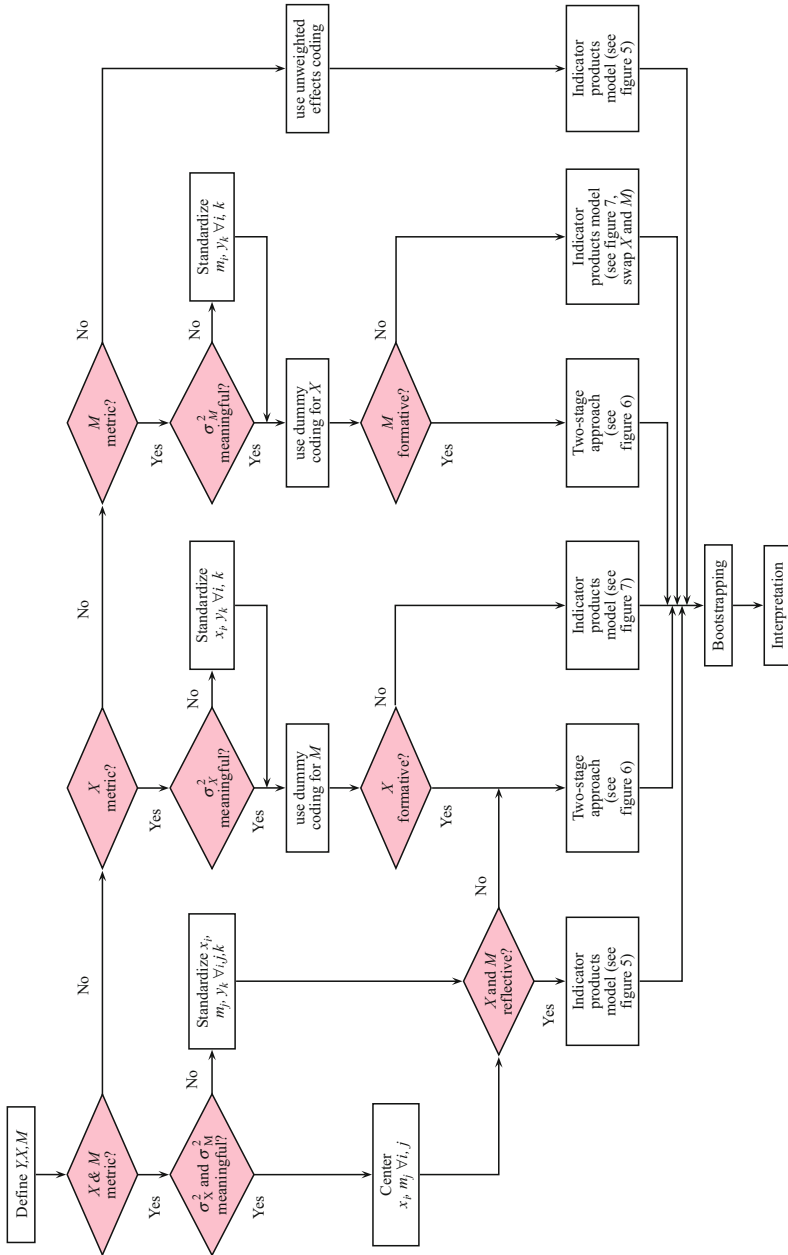 Define Y,X,M
X & M
metric?
No
Yes
σ²X and σ²M
meaningful?
No
Standardize xi,
mj, yk ∀i,j,k
Yes
Center
xi, mj ∀i, j
X and M
reflective?
No
Yes
Indicator
products
model (see
figure 5)
X
metric?
No
Yes
σ²X
meaningful?
No
Standardize
xi, yk ∀i, k
Yes
use dummy
coding for M
X
formative?
No
Yes
Two-stage
approach
(see
figure 6)
Indicator
products
model (see
figure 7)
M
metric?
No
Yes
σ²M
meaningful?
No
Standardize
mi, yk ∀i, k
Yes
use dummy
coding for X
M
formative?
No
Yes
Two-stage
approach
(see
figure 6)
Indicator
products model
(see figure 7,
swap X and M)
use unweighted
effects coding
Indicator
products
model (see
figure 5)
Bootstrapping
Interpretation